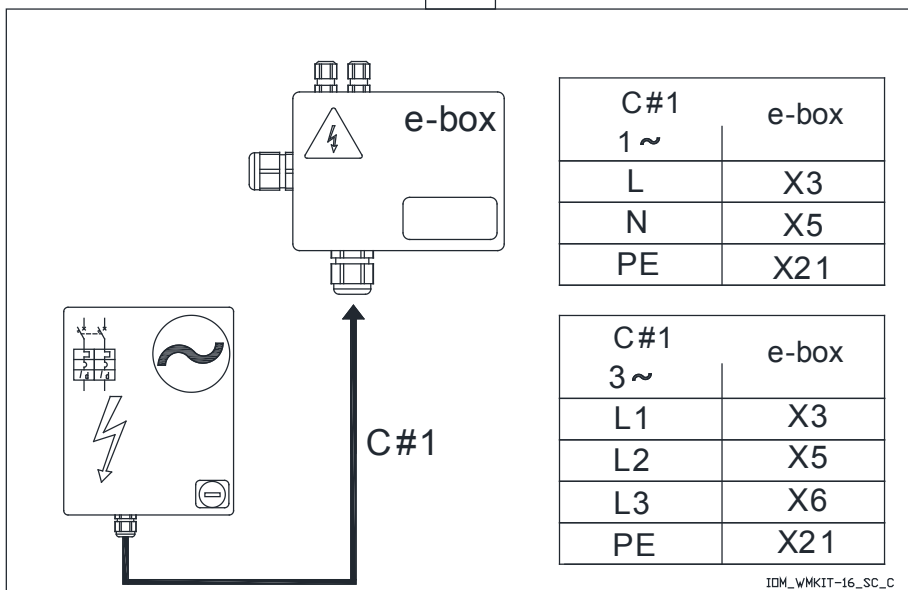 e-box
C#1
C#1 e-box
1~
L X3
N X5
PE X21
C#1 e-box
3~
L1 X3
L2 X5
L3 X6
PE X21
IOM_WMKIT-16_SC_C